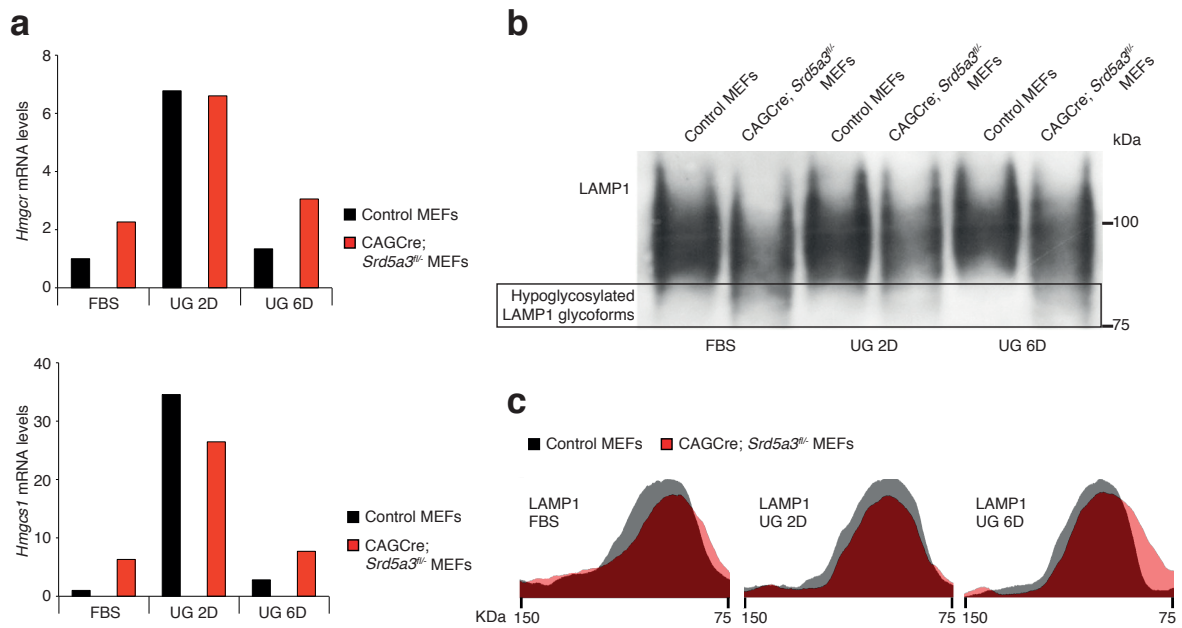 a
8
6
4
2
0
Hmgcr mRNA levels
FBS
UG 2D
UG 6D
Control MEFs
CAGCre;
Srd5a3fl/- MEFs
40
30
20
10
0
Hmgcs1 mRNA levels
FBS
UG 2D
UG 6D
Control MEFs
CAGCre;
Srd5a3fl/- MEFs
b
Control MEFs
CAGCre; Srd5a3fl/-
MEFs
Control MEFs
CAGCre; Srd5a3fl/-
MEFs
Control MEFs
CAGCre; Srd5a3fl/-
MEFs
kDa
LAMP1
100
Hypoglycosylated
LAMP1 glycoforms
75
FBS
UG 2D
UG 6D
c
Control MEFs
CAGCre; Srd5a3fl/- MEFs
LAMP1
FBS
LAMP1
UG 2D
LAMP1
UG 6D
KDa
150
75
150
75
150
75